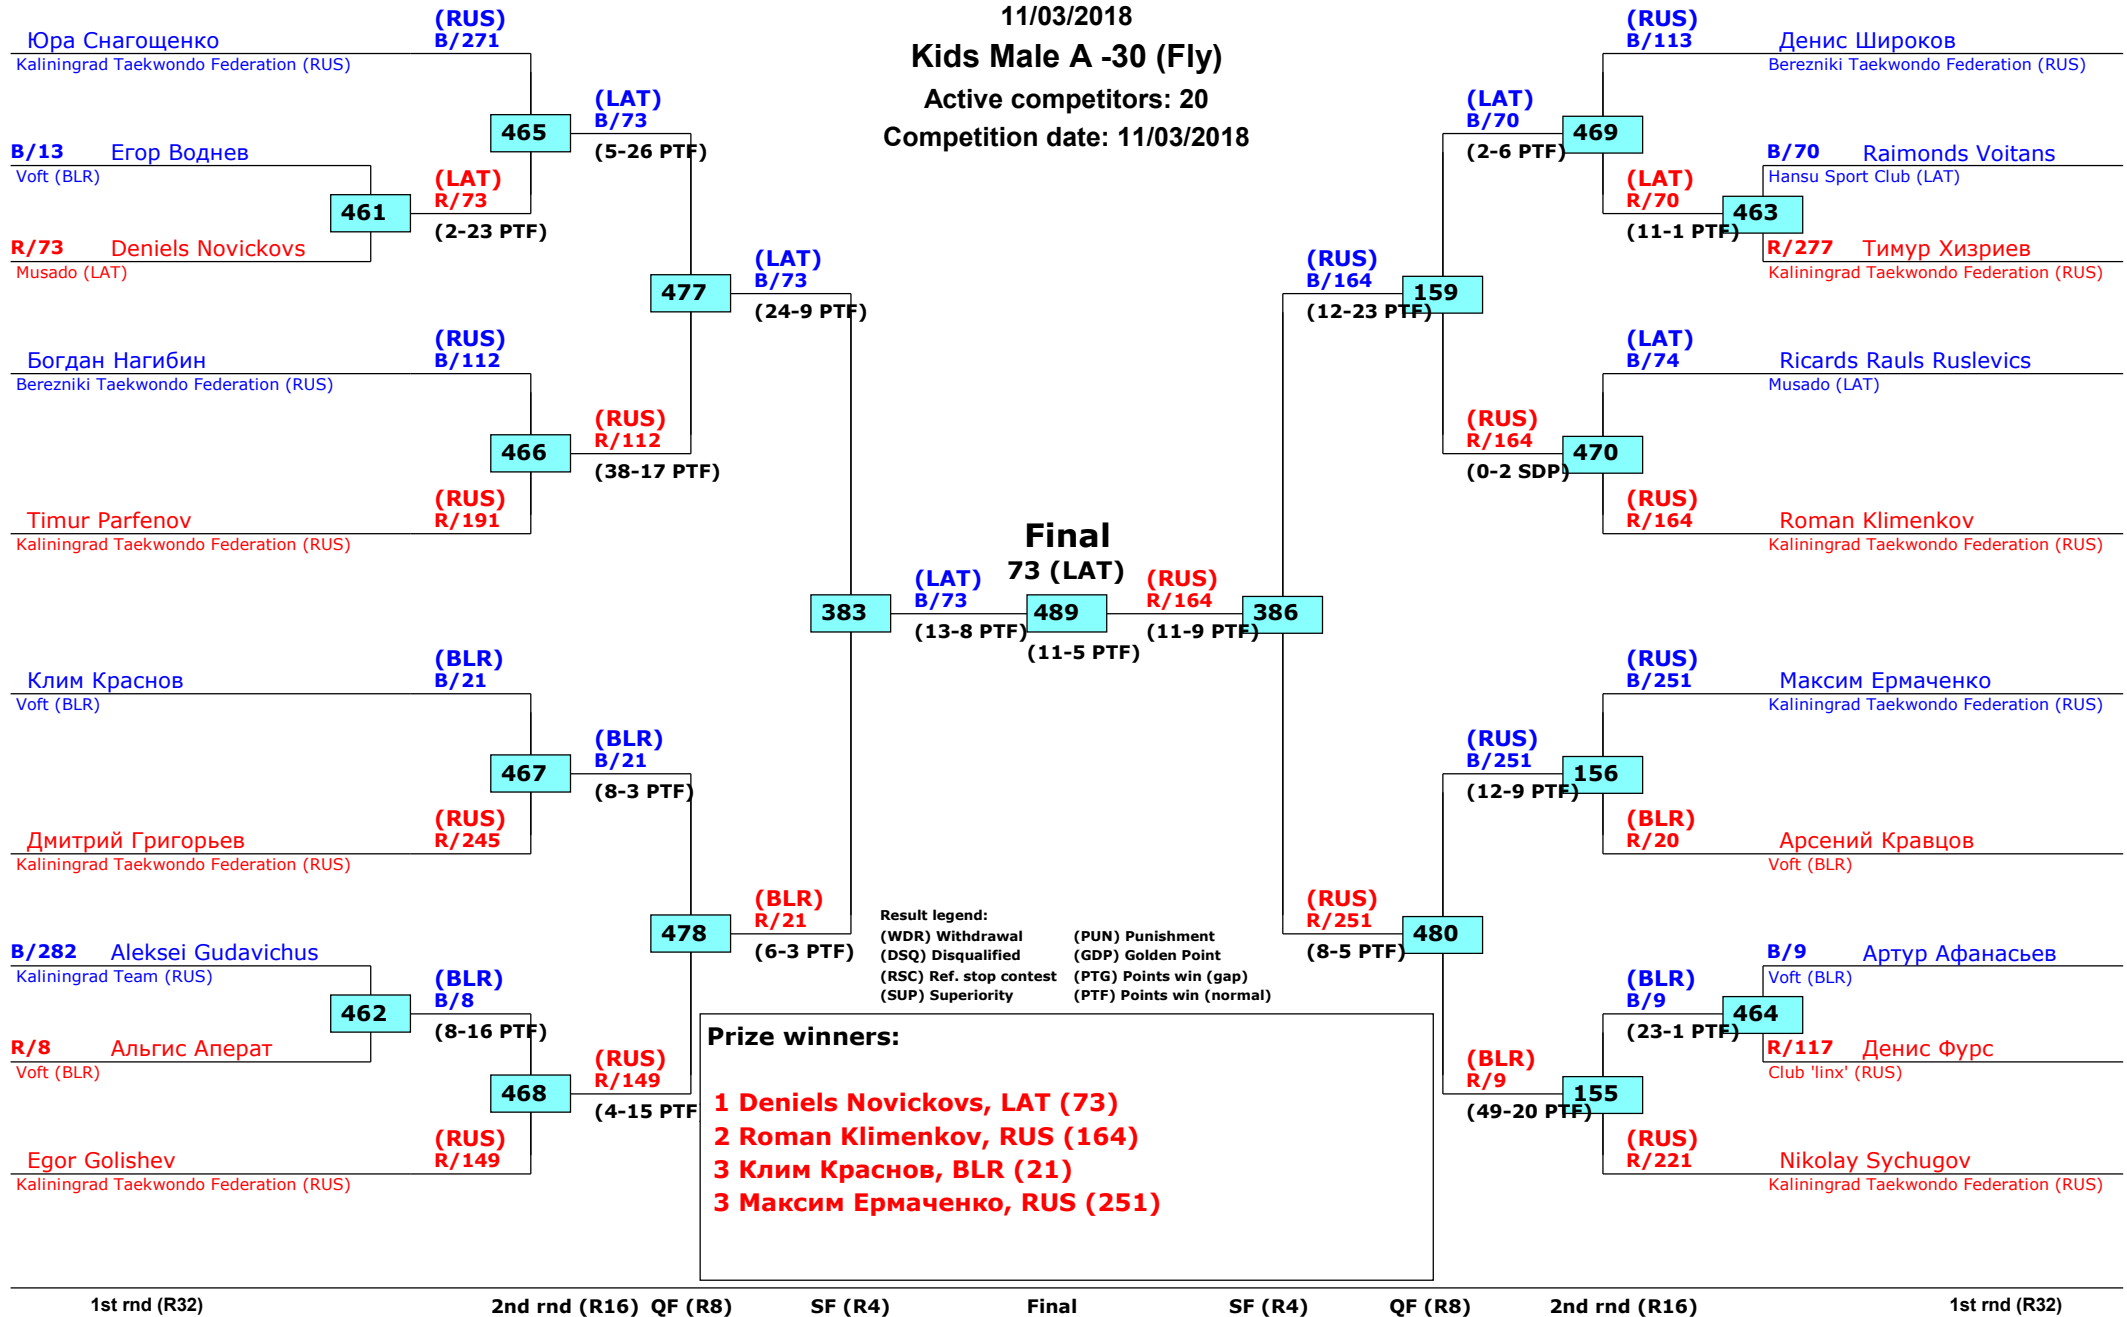 11/03/2018
Kids Male A -30 (Fly)
Active competitors: 20
Competition date: 11/03/2018
(RUS)
Юра Снагощенко B/271
Kaliningrad Taekwondo Federation (RUS)
(LAT)
B/73
465
(5-26 PTF)
B/13 Егор Воднев
Voft (BLR)
(LAT)
R/73
461
(2-23 PTF)
R/73 Deniels Novickovs
Musado (LAT)
(LAT)
B/73
477
(24-9 PTF)
(RUS)
Богдан Нагибин B/112
Berezniki Taekwondo Federation (RUS)
(RUS)
R/112
466
(38-17 PTF)
(RUS)
Timur Parfenov R/191
Kaliningrad Taekwondo Federation (RUS)
(LAT)
B/73
383
(13-8 PTF)
(BLR)
Клим Краснов B/21
Voft (BLR)
(BLR)
B/21
467
(8-3 PTF)
(RUS)
Дмитрий Григорьев R/245
Kaliningrad Taekwondo Federation (RUS)
(BLR)
R/21
478
(6-3 PTF)
B/282 Aleksei Gudavichus
Kaliningrad Team (RUS)
(BLR)
B/8
462
(8-16 PTF)
R/8 Альгис Аперат
Voft (BLR)
(RUS)
R/149
468
(4-15 PTF
(RUS)
Egor Golishev R/149
Kaliningrad Taekwondo Federation (RUS)
Final
73 (LAT)
489
(11-5 PTF)
(RUS)
B/113 Денис Широков
Berezniki Taekwondo Federation (RUS)
(LAT)
B/70
469
(2-6 PTF)
B/70 Raimonds Voitans
Hansu Sport Club (LAT)
(LAT)
R/70
463
(11-1 PTF)
R/277 Тимур Хизриев
Kaliningrad Taekwondo Federation (RUS)
(RUS)
B/164
159
(12-23 PTF)
(LAT)
B/74 Ricards Rauls Ruslevics
Musado (LAT)
(RUS)
R/164
470
(0-2 SDP)
(RUS)
R/164 Roman Klimenkov
Kaliningrad Taekwondo Federation (RUS)
(RUS)
R/164
386
(11-9 PTF)
(RUS)
B/251 Максим Ермаченко
Kaliningrad Taekwondo Federation (RUS)
(RUS)
B/251
156
(12-9 PTF)
(BLR)
R/20 Арсений Кравцов
Voft (BLR)
(RUS)
R/251
480
(8-5 PTF)
B/9 Артур Афанасьев
Voft (BLR)
(BLR)
B/9
464
(23-1 PTF)
R/117 Денис Фурс
Club 'linx' (RUS)
(BLR)
R/9
155
(49-20 PTF)
(RUS)
R/221 Nikolay Sychugov
Kaliningrad Taekwondo Federation (RUS)
Result legend:
(WDR) Withdrawal (PUN) Punishment
(DSQ) Disqualified (GDP) Golden Point
(RSC) Ref. stop contest (PTG) Points win (gap)
(SUP) Superiority (PTF) Points win (normal)
Prize winners:
1 Deniels Novickovs, LAT (73)
2 Roman Klimenkov, RUS (164)
3 Клим Краснов, BLR (21)
3 Максим Ермаченко, RUS (251)
1st rnd (R32) 2nd rnd (R16) QF (R8) SF (R4) Final SF (R4) QF (R8) 2nd rnd (R16) 1st rnd (R32)